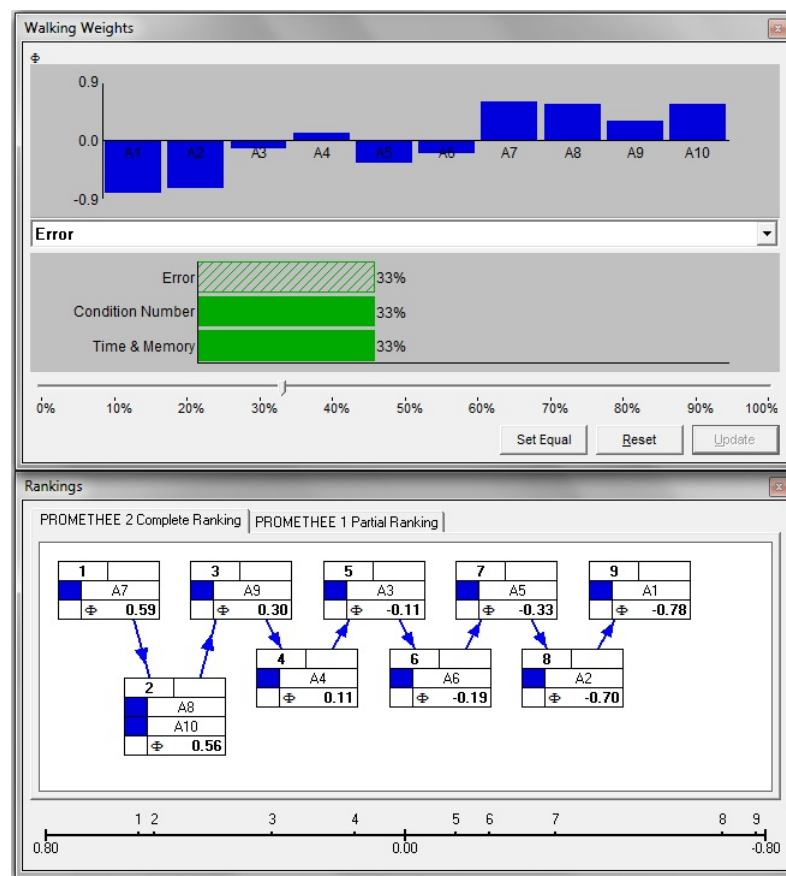 Walking Weights
x
Φ
0.9
0.0
-0.9
A1 A2 A3 A4 A5 A6 A7 A8 A9 A10
Error
Error 33%
Condition Number 33%
Time & Memory 33%
0% 10% 20% 30% 40% 50% 60% 70% 80% 90% 100%
Set Equal Reset Update
Rankings
x
PROMETHEE 2 Complete Ranking PROMETHEE 1 Partial Ranking
1 3 5 7 9
A7 A9 A3 A5 A1
Φ 0.59 Φ 0.30 Φ -0.11 Φ -0.33 Φ -0.78
4 6 8
A4 A6 A2
Φ 0.11 Φ -0.19 Φ -0.70
2
A8
A10
Φ 0.56
1 2 3 4 5 6 7 8 9
0.80 0.00 -0.80